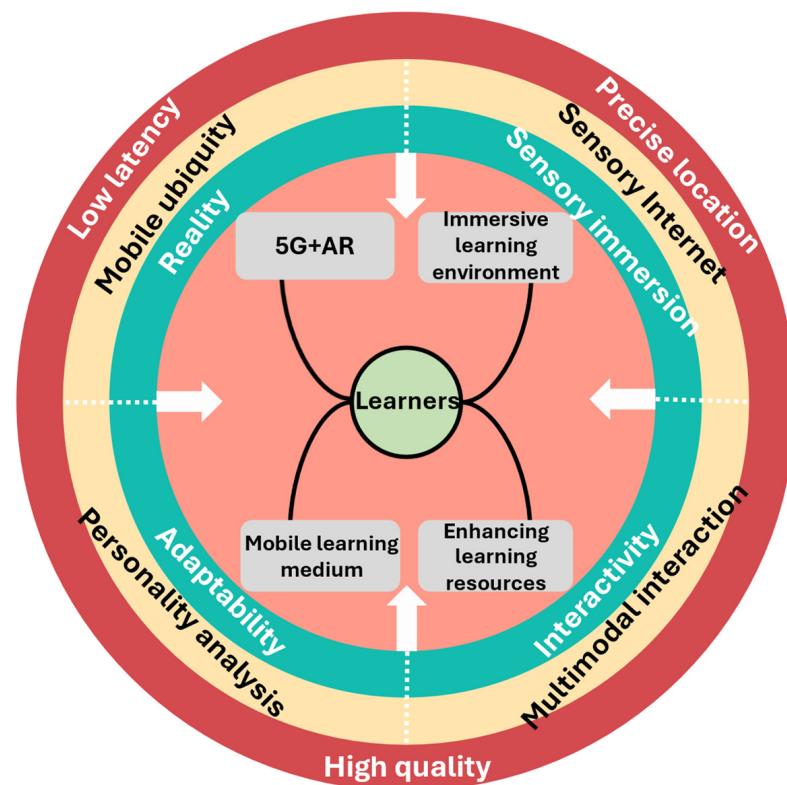 Low latency
Precise location
Mobile ubiquity
Sensory Internet
Reality
Sensory immersion
5G+AR
Immersive
learning
environment
Learners
Mobile learning
medium
Enhancing
learning
resources
Adaptability
Interactivity
Personality analysis
Multimodal interaction
High quality